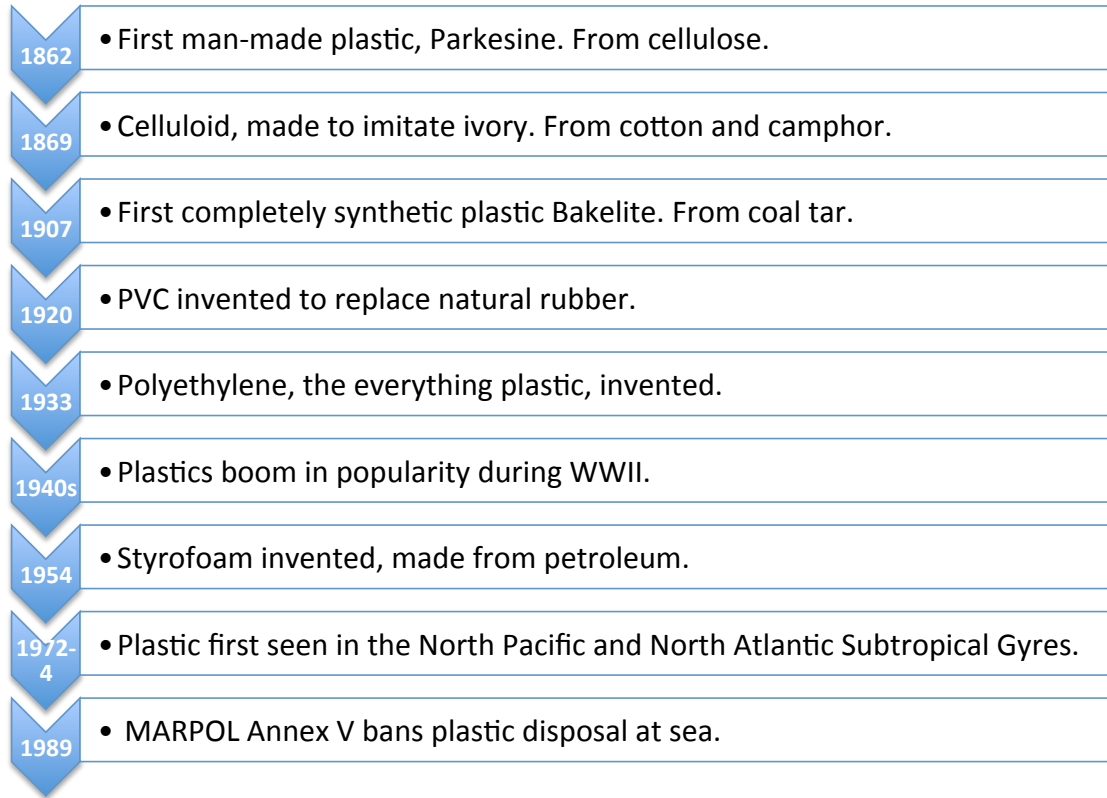 1862
• First man-made plastic, Parkesine. From cellulose.
1869
• Celluloid, made to imitate ivory. From cotton and camphor.
1907
• First completely synthetic plastic Bakelite. From coal tar.
1920
• PVC invented to replace natural rubber.
1933
• Polyethylene, the everything plastic, invented.
1940s
• Plastics boom in popularity during WWII.
1954
• Styrofoam invented, made from petroleum.
1972-
4
• Plastic first seen in the North Pacific and North Atlantic Subtropical Gyres.
1989
• MARPOL Annex V bans plastic disposal at sea.